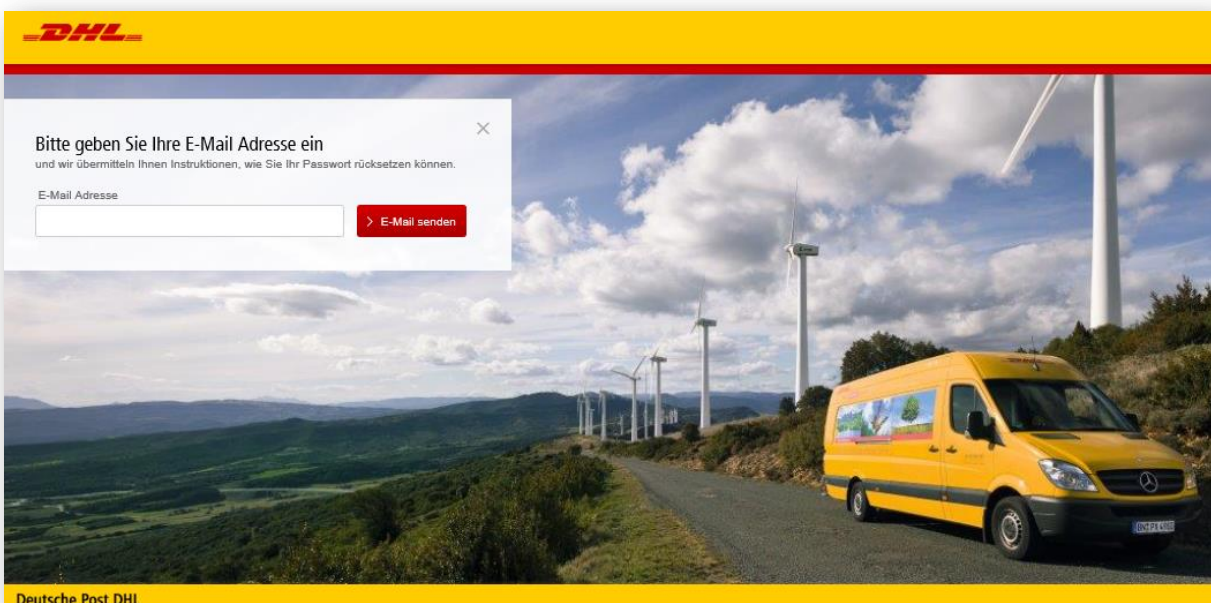 DHL
Bitte geben Sie Ihre E-Mail Adresse ein
und wir übermitteln Ihnen Instruktionen, wie Sie Ihr Passwort rücksetzen können.
E-Mail Adresse
> E-Mail senden
Deutsche Post DHL